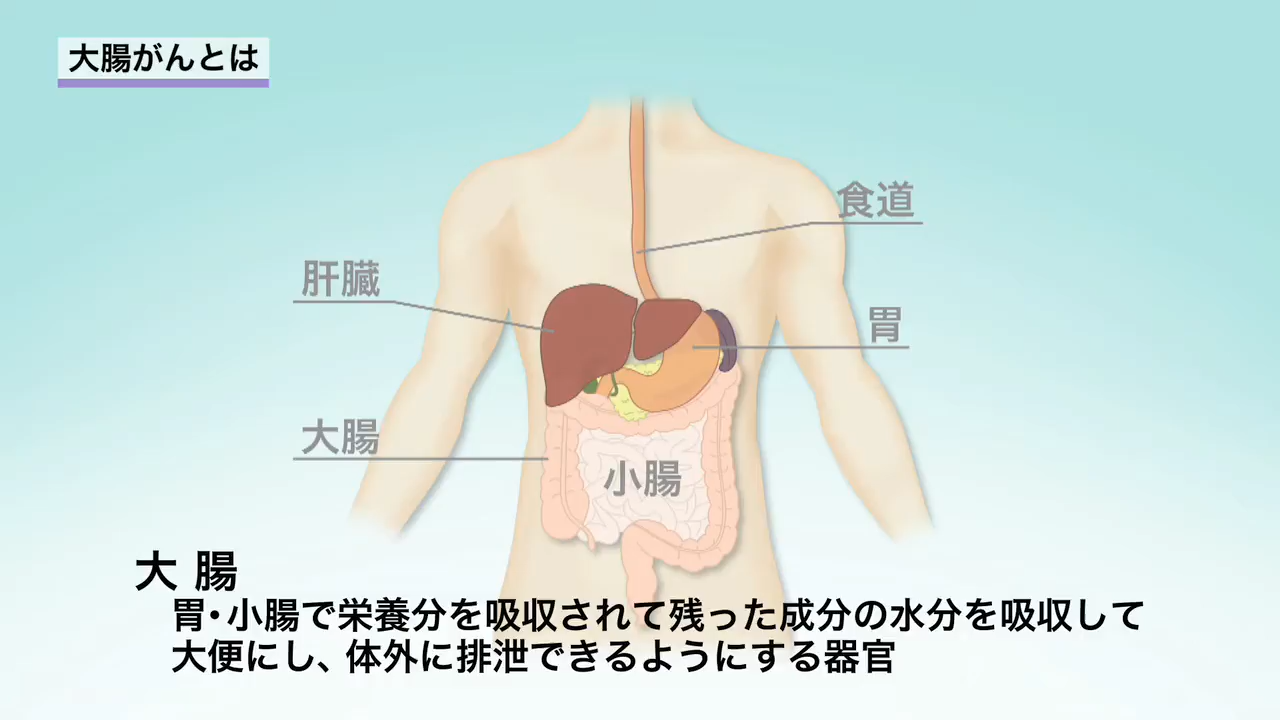 大腸がんとは
食道
肝臓
胃
大腸
小腸
大 腸
胃・小腸で栄養分を吸収されて残った成分の水分を吸収して
大便にし、体外に排泄できるようにする器官